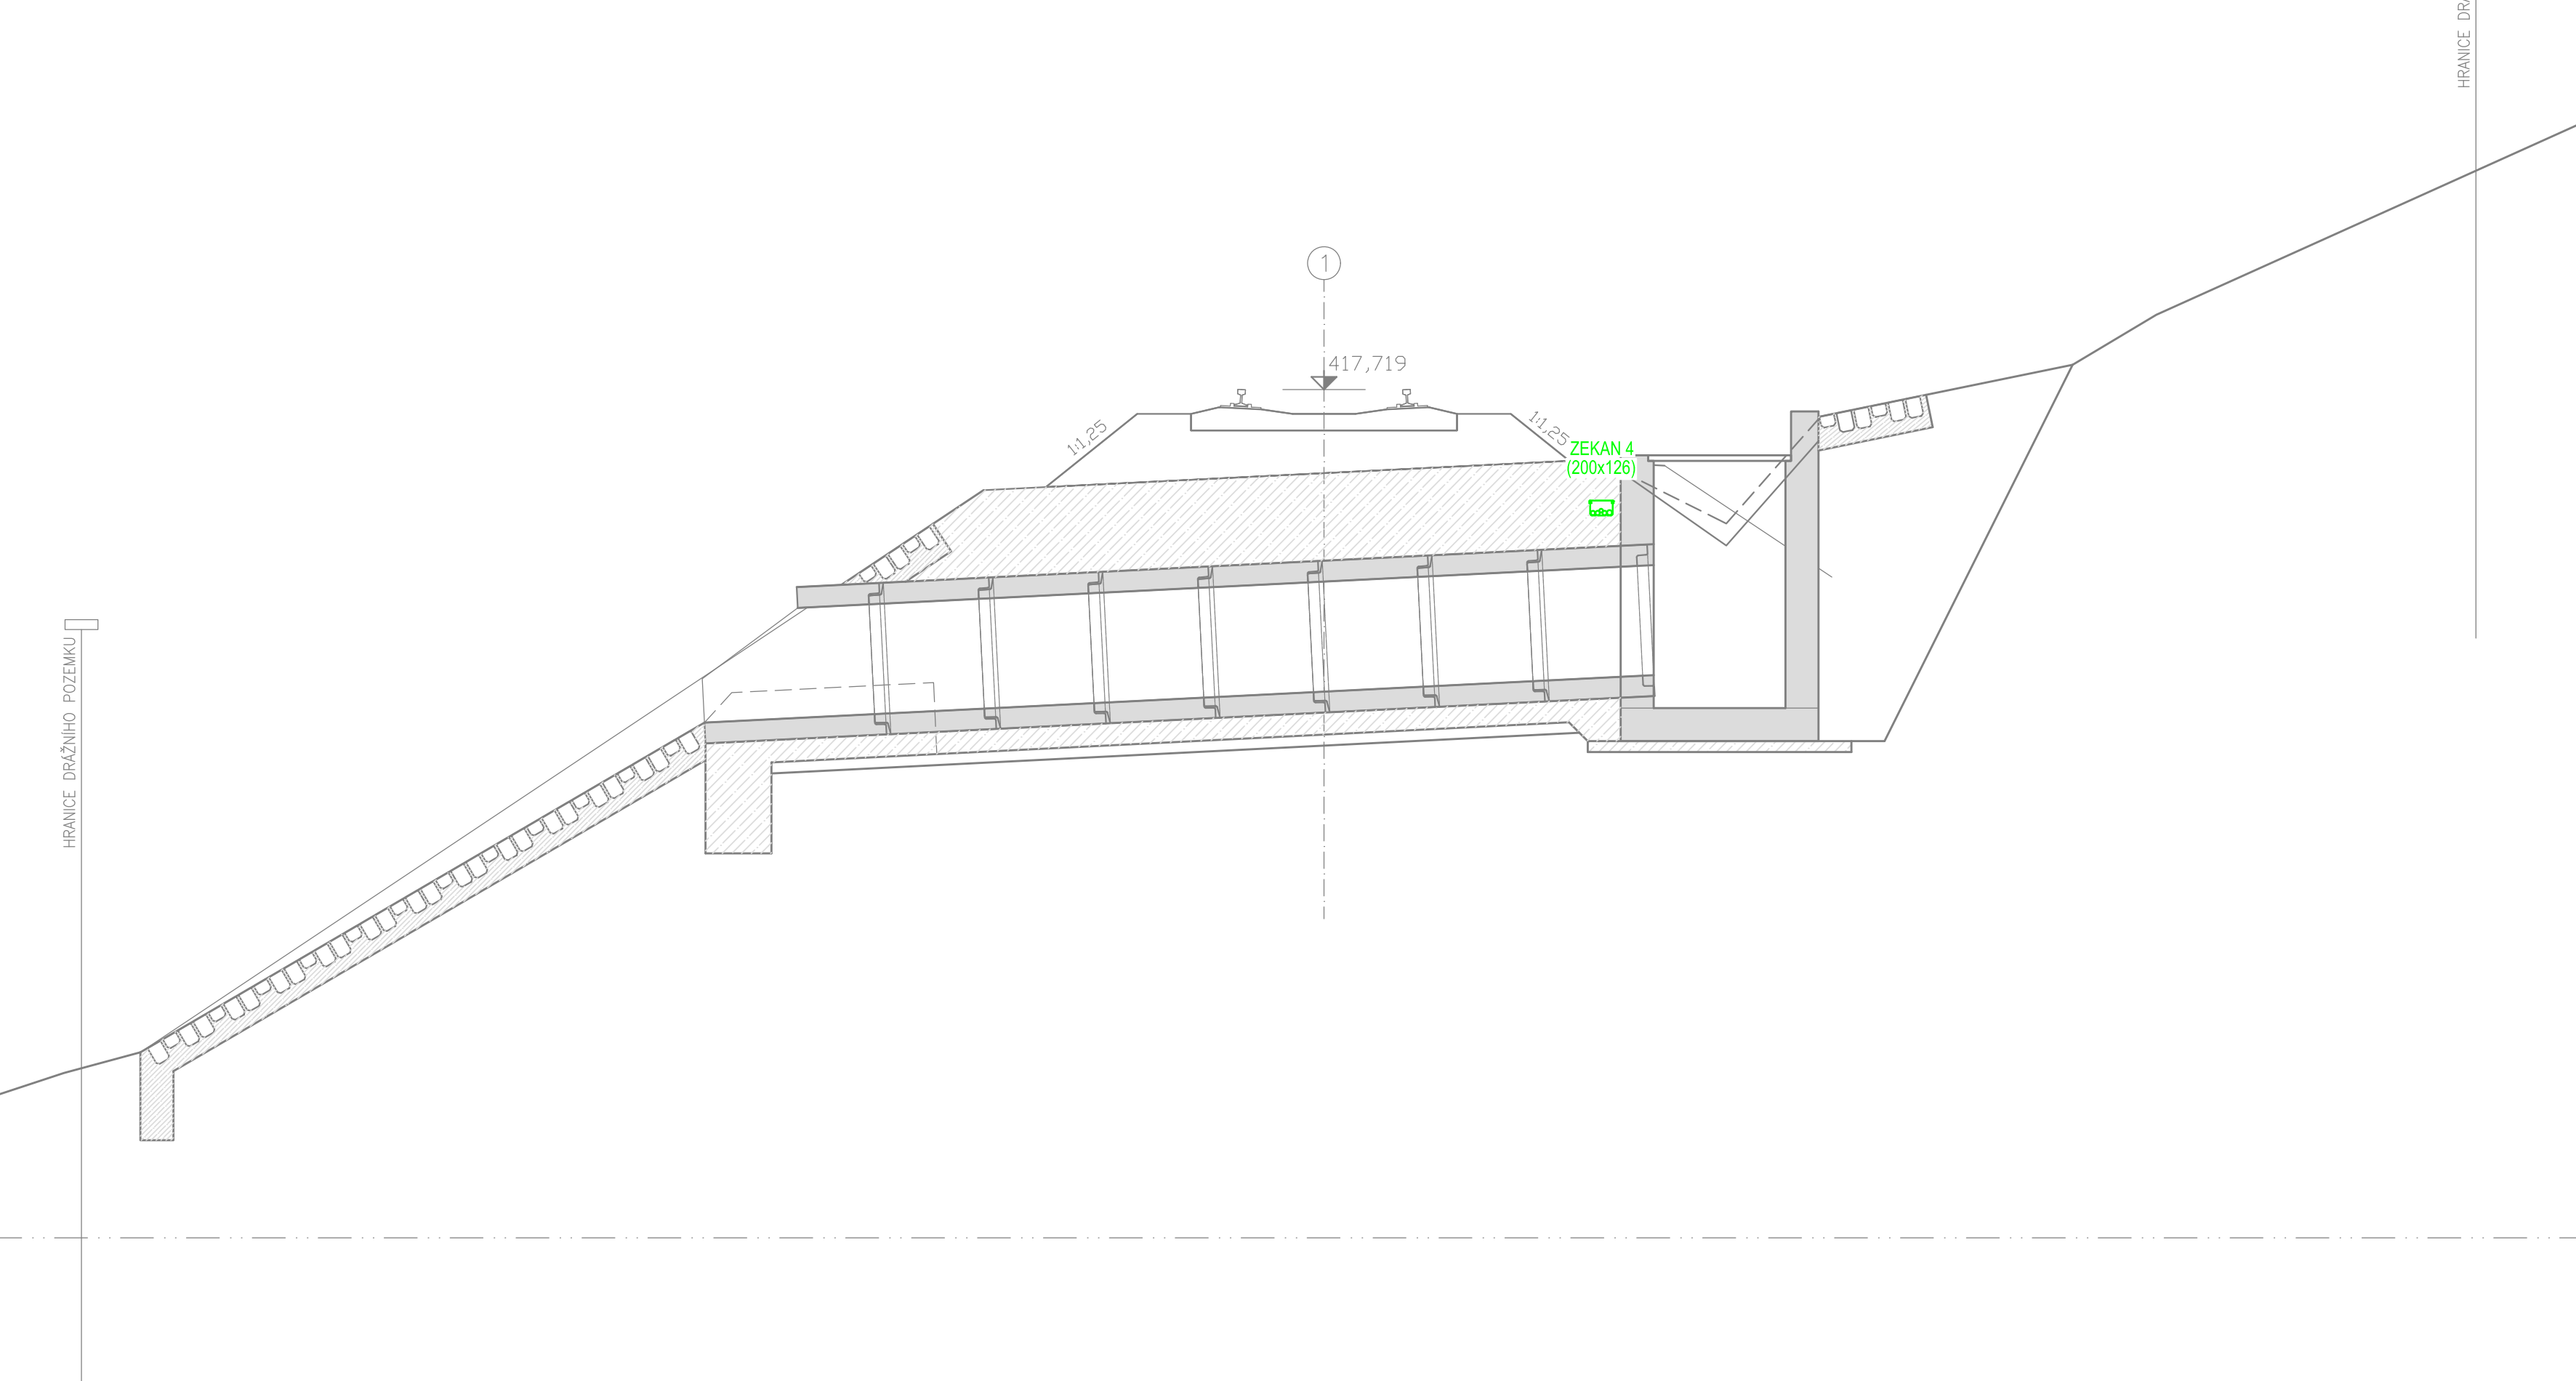 HRANICE DRÁ
1
417,719
1:1,25
1:1,25
ZEKAN 4
(200x126)
HRANICE DRÁŽNÍHO POZEMKU